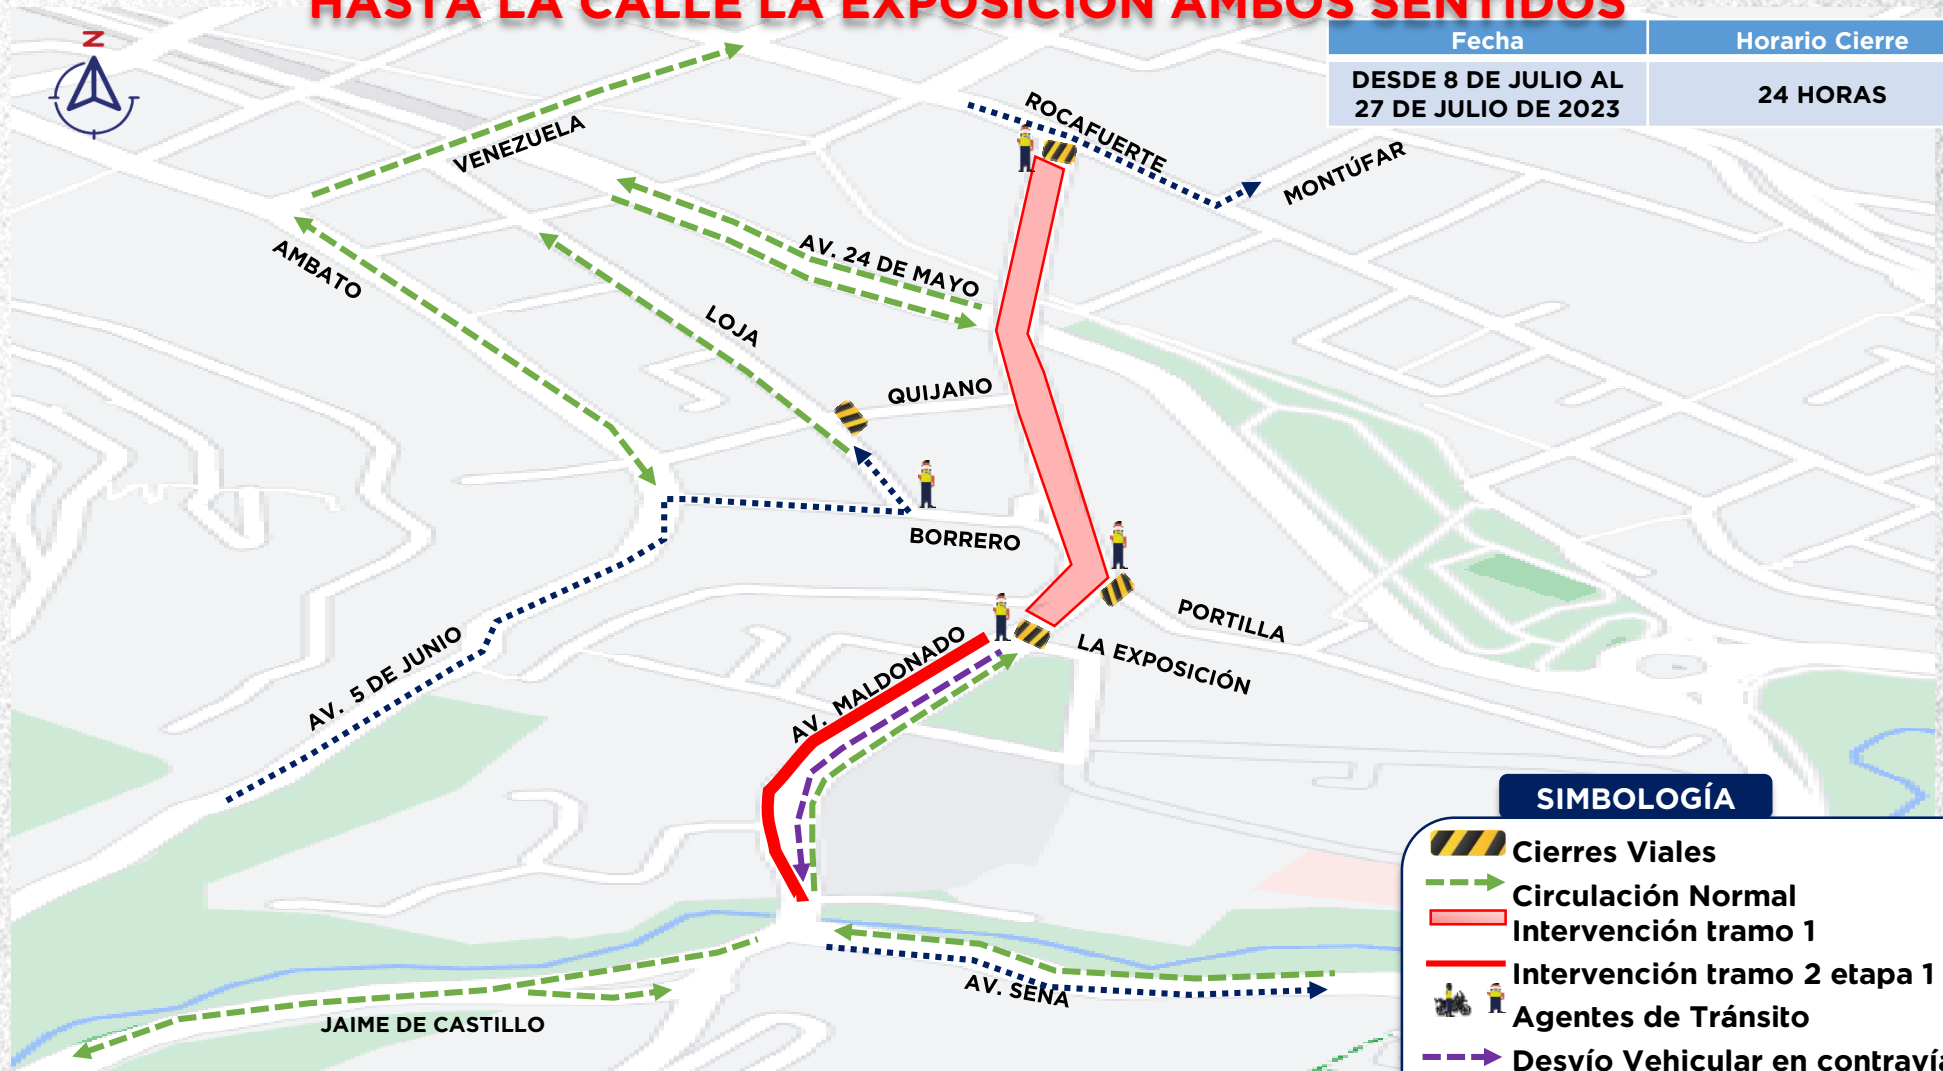 HASTA LA CALLE LA EXPOSICIÓN AMBOS SENTIDOS
Fecha
Horario Cierre
DESDE 8 DE JULIO AL
27 DE JULIO DE 2023
24 HORAS
N
ROCAFUERTE
MONTÚFAR
VENEZUELA
AMBATO
AV. 24 DE MAYO
LOJA
QUIJANO
BORRERO
PORTILLA
LA EXPOSICIÓN
AV. 5 DE JUNIO
AV. MALDONADO
AV. SENA
JAIME DE CASTILLO
SIMBOLOGÍA
Cierres Viales
Circulación Normal
Intervención tramo 1
Intervención tramo 2 etapa 1
Agentes de Tránsito
Desvío Vehicular en contravía